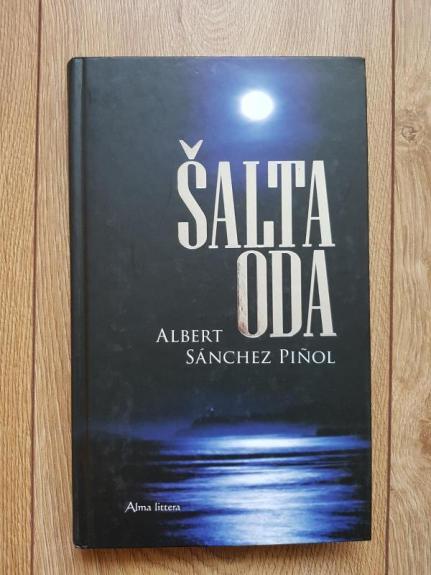 ŠALTA
ODA
ALBERT
SÁNCHEZ PIÑOL
Alma littera